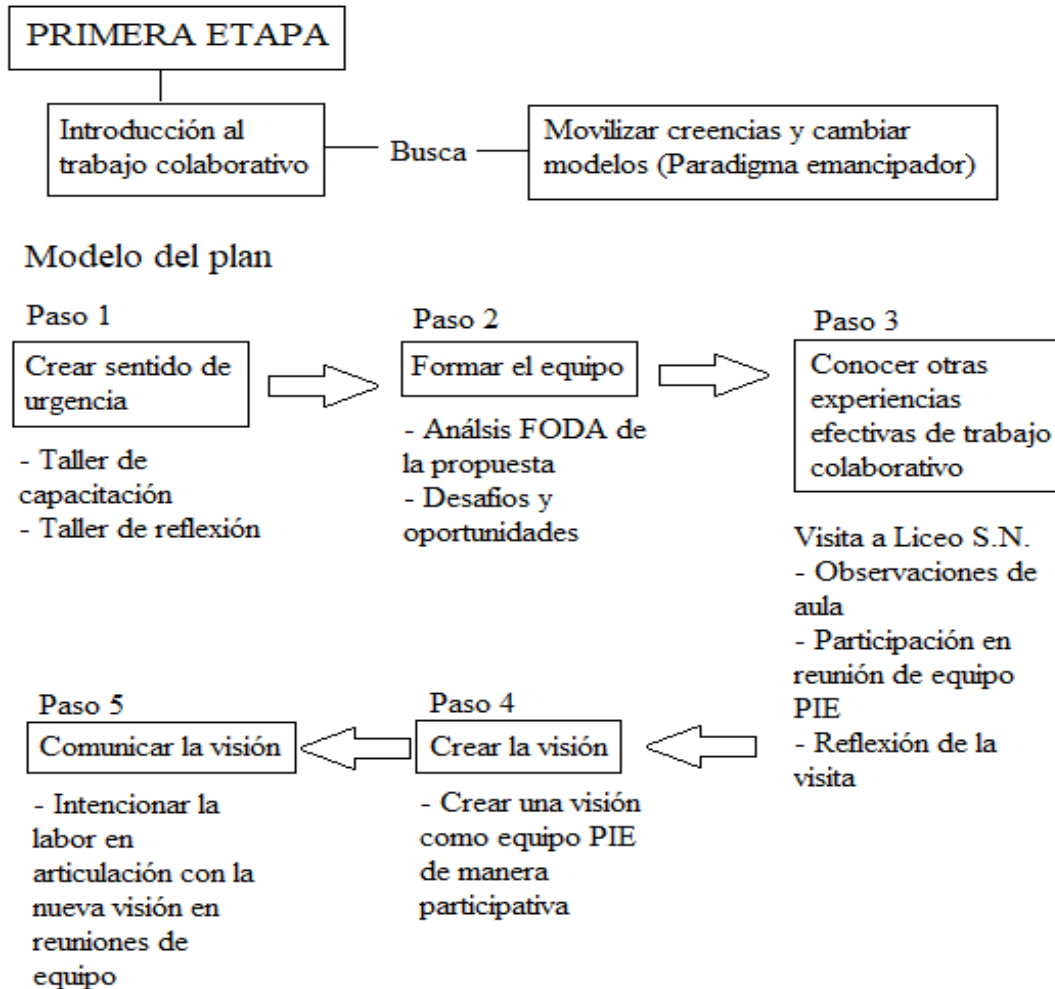 PRIMERA ETAPA
Introducción al
trabajo colaborativo
Busca
Movilizar creencias y cambiar
modelos (Paradigma emancipador)
Modelo del plan
Paso 1
Crear sentido de
urgencia
- Taller de
capacitación
- Taller de reflexión
Paso 2
Formar el equipo
- Análsis FODA de
la propuesta
- Desafios y
oportunidades
Paso 3
Conocer otras
experiencias
efectivas de trabajo
colaborativo
Visita a Liceo S.N.
- Observaciones de
aula
- Participación en
reunión de equipo
PIE
- Reflexión de la
visita
Paso 4
Crear la visión
- Crear una visión
como equipo PIE
de manera
participativa
Paso 5
Comunicar la visión
- Intencionar la
labor en
articulación con la
nueva visión en
reuniones de
equipo